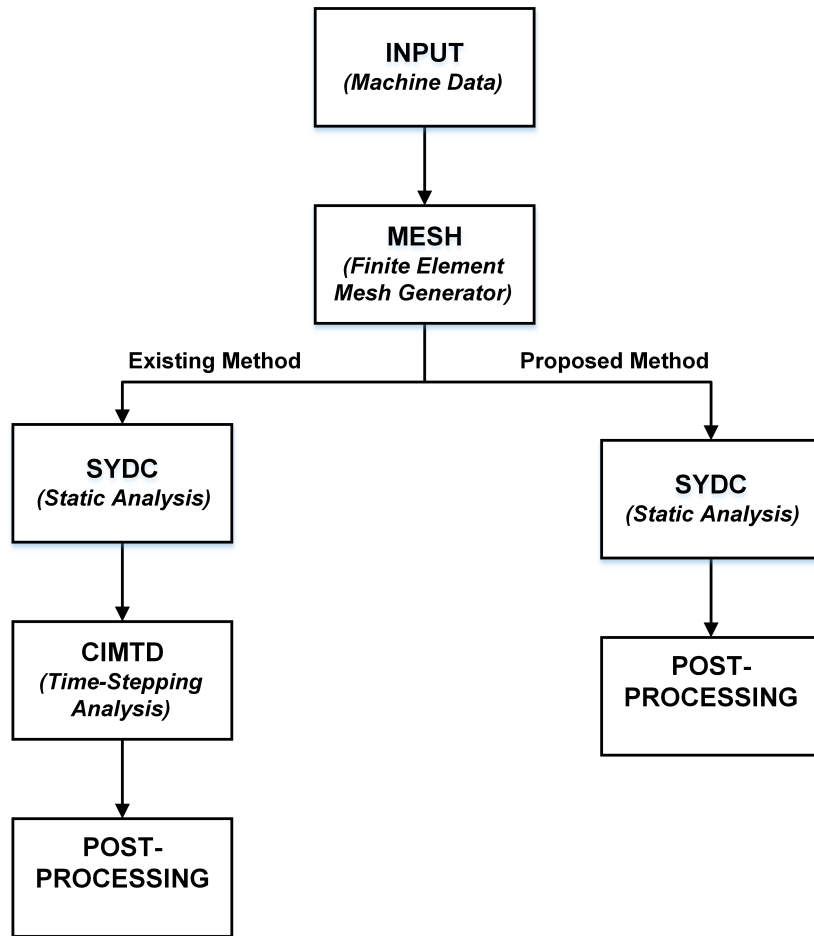 INPUT
(Machine Data)
MESH
(Finite Element
Mesh Generator)
Existing Method
Proposed Method
SYDC
(Static Analysis)
SYDC
(Static Analysis)
CIMTD
(Time-Stepping
Analysis)
POST-
PROCESSING
POST-
PROCESSING